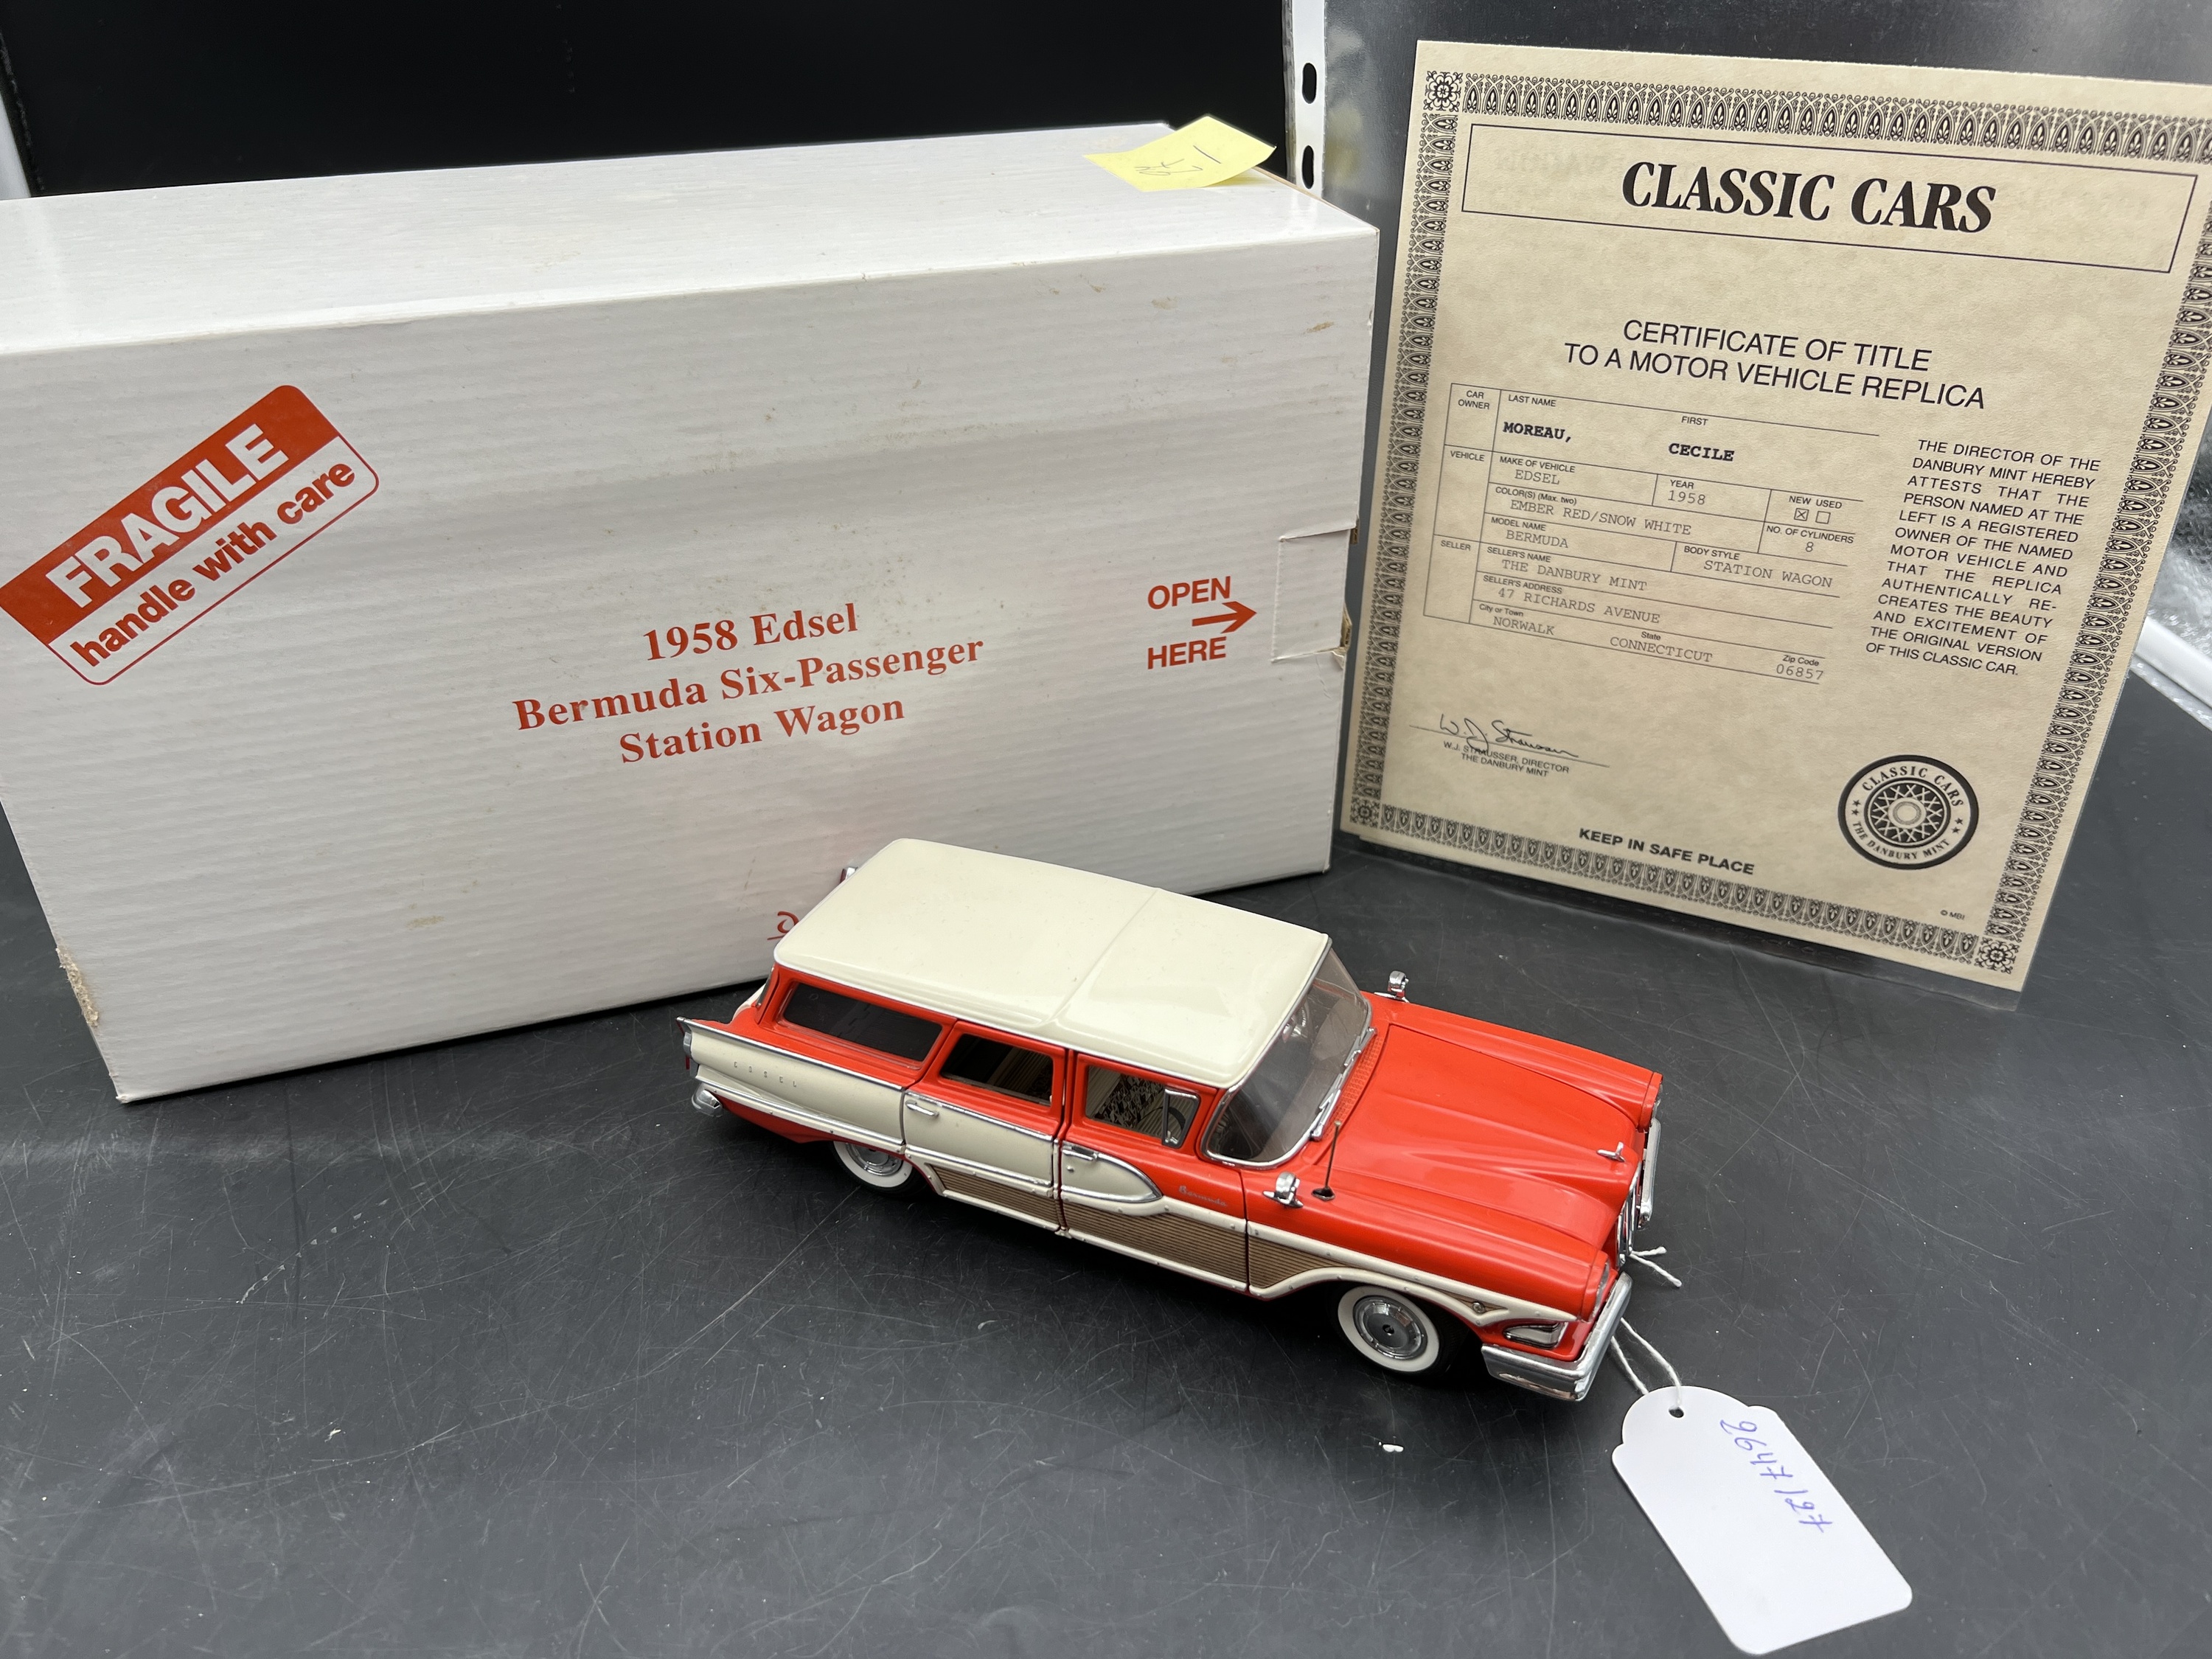 FRAGILE
handle with care
1958 Edsel
Bermuda Six-Passenger
Station Wagon
OPEN
HERE
CLASSIC CARS
CERTIFICATE OF TITLE
TO A MOTOR VEHICLE REPLICA
CAR OWNER
LAST NAME FIRST
MOREAU, CECILE
VEHICLE
MAKE OF VEHICLE YEAR NEW USED
EDSEL 1958
COLOR(S) (Max. two) NO. OF CYLINDERS
EMBER RED/SNOW WHITE 8
MODEL NAME BODY STYLE
BERMUDA STATION WAGON
SELLER
SELLER'S NAME
THE DANBURY MINT
SELLER'S ADDRESS
47 RICHARDS AVENUE
City or Town State Zip Code
NORWALK CONNECTICUT 06857
THE DIRECTOR OF THE
DANBURY MINT HEREBY
ATTESTS THAT THE
PERSON NAMED AT THE
LEFT IS A REGISTERED
OWNER OF THE NAMED
MOTOR VEHICLE AND
THAT THE REPLICA
AUTHENTICALLY RE-
CREATES THE BEAUTY
AND EXCITEMENT OF
THE ORIGINAL VERSION
OF THIS CLASSIC CAR.
W.J. Strausser
W.J. STRAUSSER, DIRECTOR
THE DANBURY MINT
CLASSIC CARS
THE DANBURY MINT
KEEP IN SAFE PLACE
© MBI
EDSEL
Bermuda